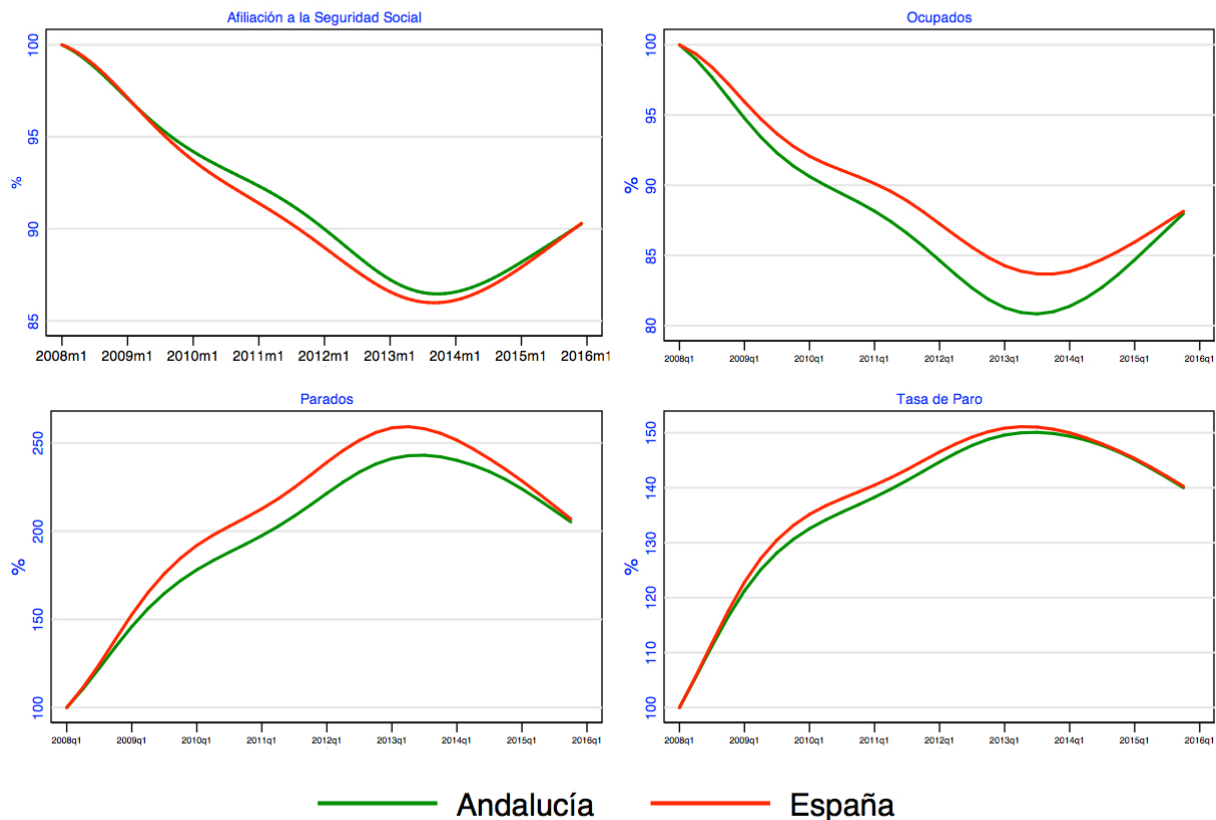 Afiliación a la Seguridad Social
%
100
95
90
85
2008m1 2009m1 2010m1 2011m1 2012m1 2013m1 2014m1 2015m1 2016m1
Ocupados
%
100
95
90
85
80
2008q1 2009q1 2010q1 2011q1 2012q1 2013q1 2014q1 2015q1 2016q1
Parados
%
250
200
150
100
2008q1 2009q1 2010q1 2011q1 2012q1 2013q1 2014q1 2015q1 2016q1
Tasa de Paro
%
150
140
130
120
110
100
2008q1 2009q1 2010q1 2011q1 2012q1 2013q1 2014q1 2015q1 2016q1
Andalucía España